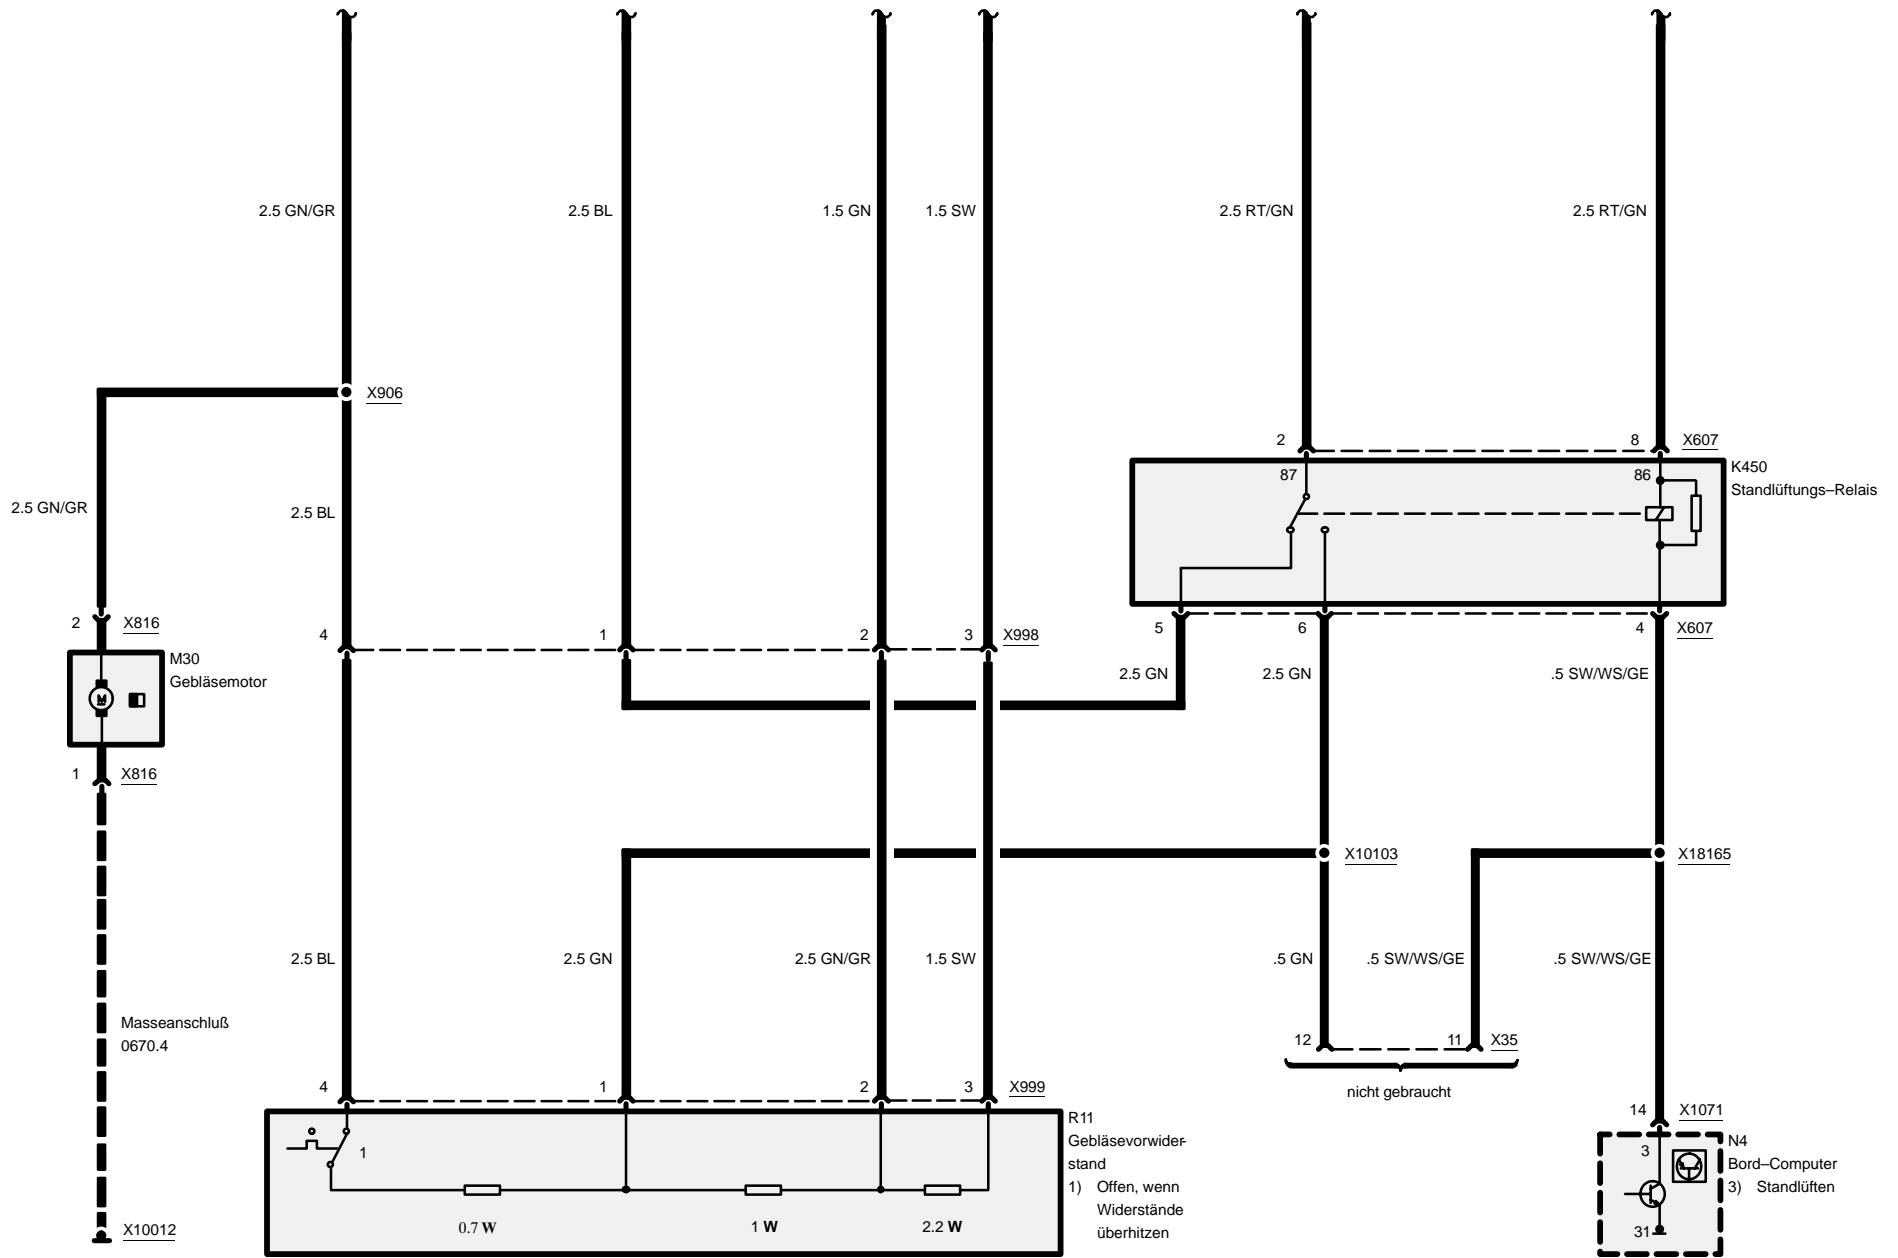 2.5 GN/GR
2.5 BL
1.5 GN
1.5 SW
2.5 RT/GN
2.5 RT/GN
X906
2
8
X607
87
86
K450
Standlüftungs–Relais
2.5 GN/GR
2.5 BL
2
X816
4
1
2
3
X998
5
6
4
X607
M30
Gebläsemotor
M
2.5 GN
2.5 GN
.5 SW/WS/GE
1
X816
X10103
X18165
2.5 BL
2.5 GN
2.5 GN/GR
1.5 SW
.5 GN
.5 SW/WS/GE
.5 SW/WS/GE
Masseanschluß
0670.4
12
11
X35
nicht gebraucht
4
1
2
3
X999
14
X1071
R11
Gebläsevorwider-
stand
1) Offen, wenn
Widerstände
überhitzen
1
0.7 W
1 W
2.2 W
3
31
N4
Bord–Computer
3) Standlüften
X10012